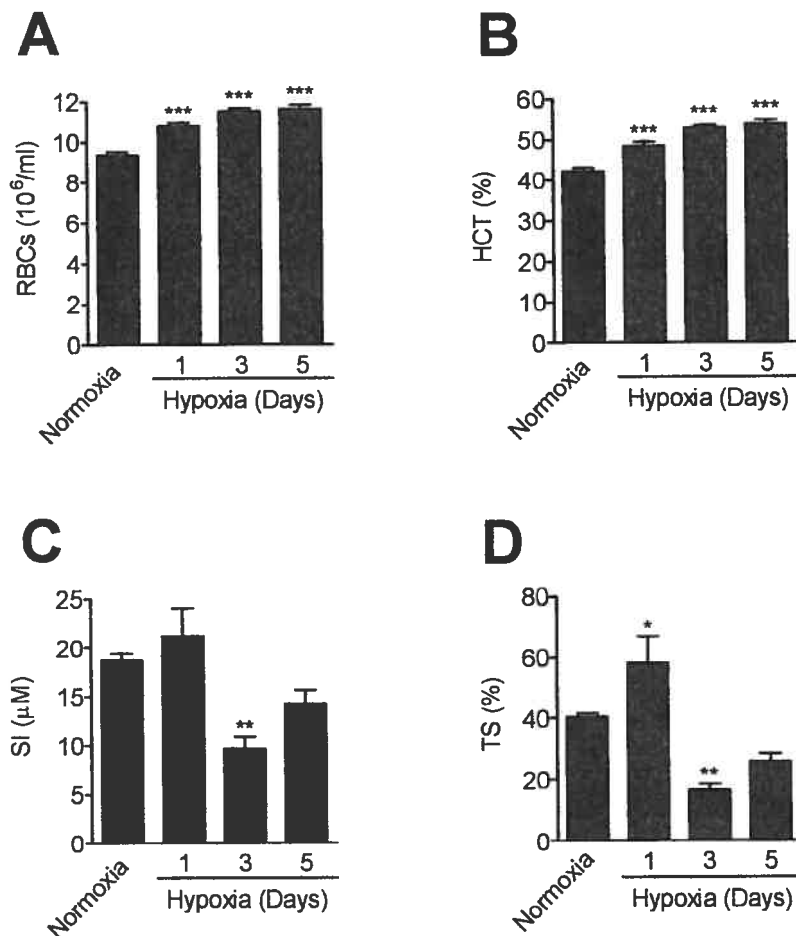 A
RBCs (10⁶/ml)
12
10
8
6
4
2
0
***
***
***
Normoxia
1 3 5
Hypoxia (Days)
B
HCT (%)
60
50
40
30
20
10
0
***
***
***
Normoxia
1 3 5
Hypoxia (Days)
C
SI (μM)
25
20
15
10
5
0
**
Normoxia
1 3 5
Hypoxia (Days)
D
TS (%)
80
60
40
20
0
*
**
Normoxia
1 3 5
Hypoxia (Days)